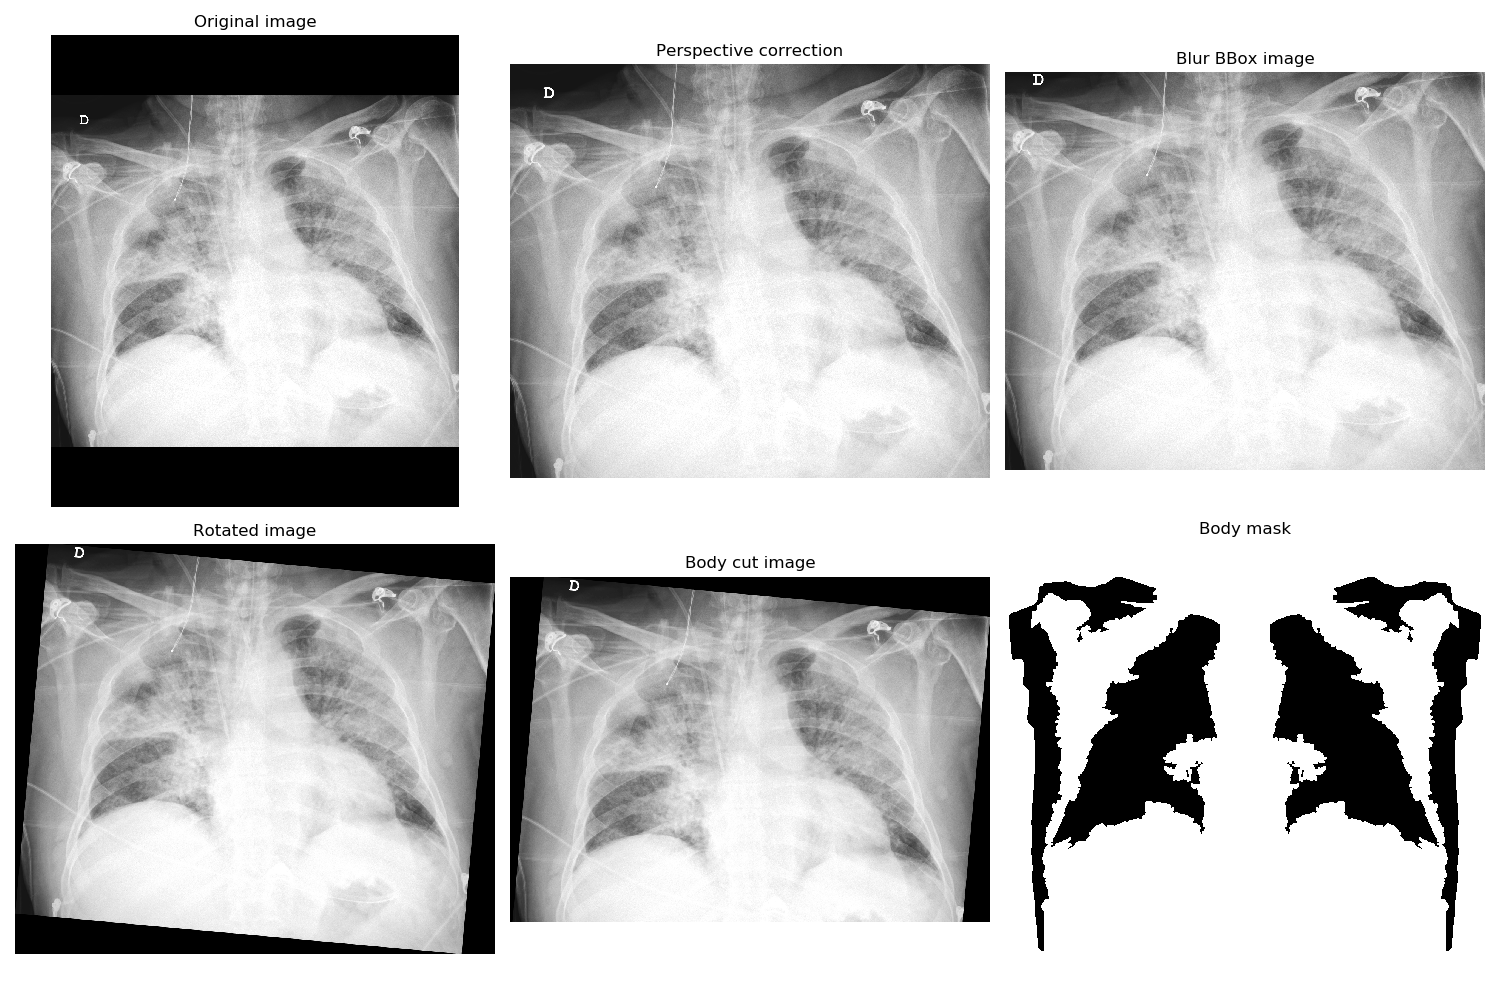 Original image
Perspective correction
Blur BBox image
D
D
D
Rotated image
Body cut image
Body mask
D
D